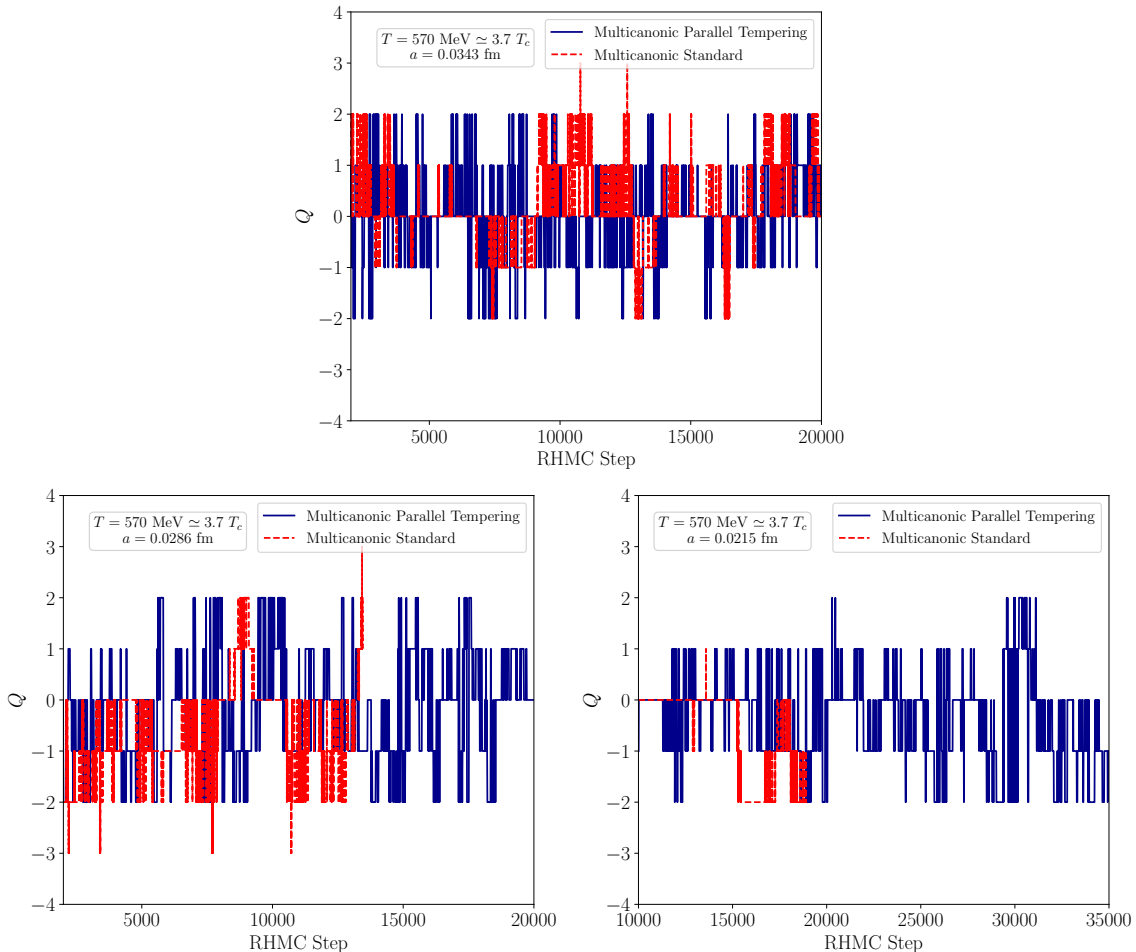 4
3
2
1
0
−1
−2
−3
−4
Q
T = 570 MeV ≃ 3.7 T_c
a = 0.0343 fm
Multicanonic Parallel Tempering
Multicanonic Standard
5000 10000 15000 20000
RHMC Step
4
3
2
1
0
−1
−2
−3
−4
Q
T = 570 MeV ≃ 3.7 T_c
a = 0.0286 fm
Multicanonic Parallel Tempering
Multicanonic Standard
5000 10000 15000 20000
RHMC Step
4
3
2
1
0
−1
−2
−3
−4
Q
T = 570 MeV ≃ 3.7 T_c
a = 0.0215 fm
Multicanonic Parallel Tempering
Multicanonic Standard
10000 15000 20000 25000 30000 35000
RHMC Step